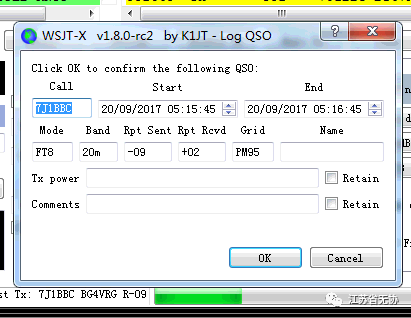 WSJT-X v1.8.0-rc2 by K1JT - Log QSO
Click OK to confirm the following QSO:
Call Start End
7J1BBC 20/09/2017 05:15:45 20/09/2017 05:16:45
Mode Band Rpt Sent Rpt Rcvd Grid Name
FT8 20m -09 +02 PM95
Tx power Retain
Comments Retain
OK Cancel
st Tx: 7J1BBC BG4VRG R-09
江苏省无协